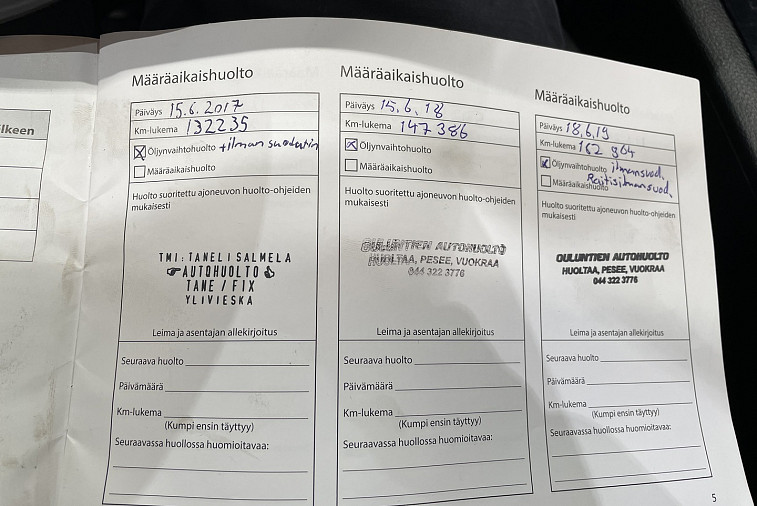 lkeen
Määräaikaishuolto
Päiväys 15.6.2017
Km-lukema 132235
Öljynvaihtohuolto +ilman suodatin
Määräaikaishuolto
Huolto suoritettu ajoneuvon huolto-ohjeiden
mukaisesti
TMI: TANELI SALMELA
AUTOHUOLTO
TANE / FIX
YLIVIESKA
Leima ja asentajan allekirjoitus
Seuraava huolto
Päivämäärä
Km-lukema
(Kumpi ensin täyttyy)
Seuraavassa huollossa huomioitavaa:
Määräaikaishuolto
Päiväys 15.6.18
Km-lukema 147386
Öljynvaihtohuolto
Määräaikaishuolto
Huolto suoritettu ajoneuvon huolto-ohjeiden
mukaisesti
OULUNTIEN AUTOHUOLTO
HUOLTAA, PESEE, VUOKRAA
044 322 3776
Leima ja asentajan allekirjoitus
Seuraava huolto
Päivämäärä
Km-lukema
(Kumpi ensin täyttyy)
Seuraavassa huollossa huomioitavaa:
Määräaikaishuolto
Päiväys 18.6.19
Km-lukema 162 964
Öljynvaihtohuolto ilmansuod.
Määräaikaishuolto Raitisilmansuod.
Huolto suoritettu ajoneuvon huolto-ohjeiden
mukaisesti
OULUNTIEN AUTOHUOLTO
HUOLTAA, PESEE, VUOKRAA
044 322 3776
Leima ja asentajan allekirjoitus
Seuraava huolto
Päivämäärä
Km-lukema
(Kumpi ensin täyttyy)
Seuraavassa huollossa huomioitavaa:
5